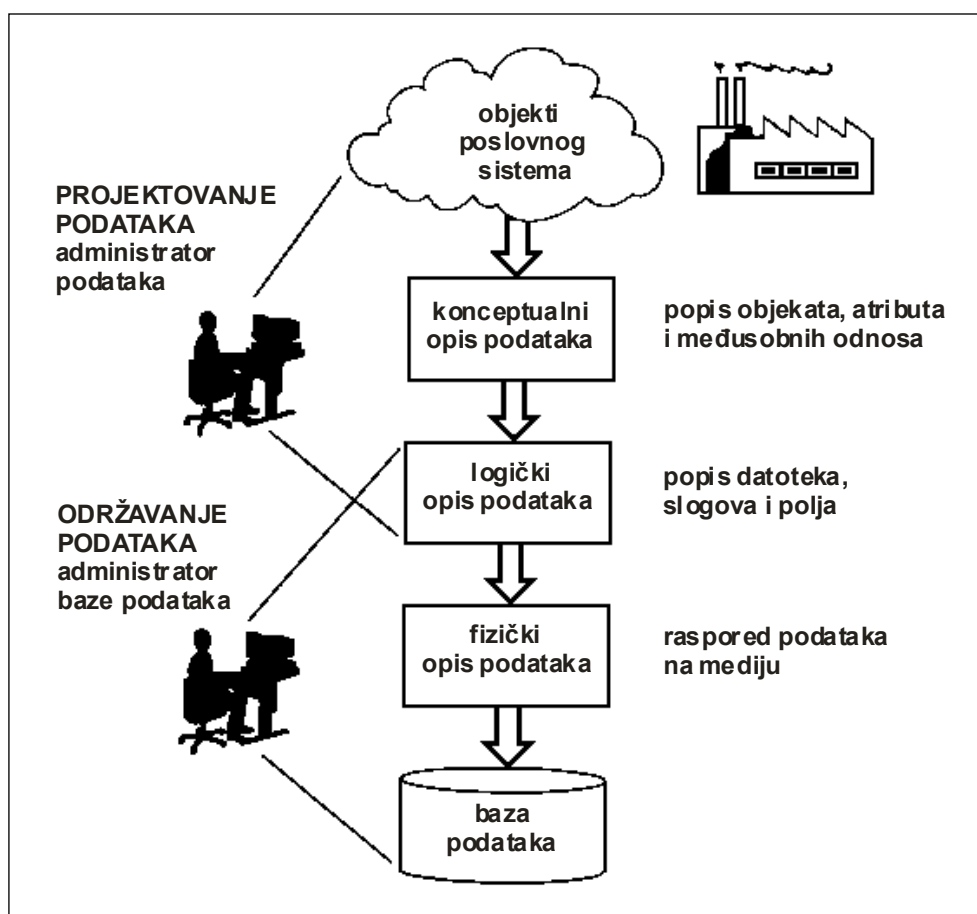 objekti
poslovnog
sistema
PROJEKTOVANJE
PODATAKA
administrator
podataka
konceptualni
opis podataka
popis objekata, atributa
i međusobnih odnosa
logički
opis podataka
popis datoteka,
slogova i polja
ODRŽAVANJE
PODATAKA
administrator
baze podataka
fizički
opis podataka
raspored podataka
na mediju
baza
podataka